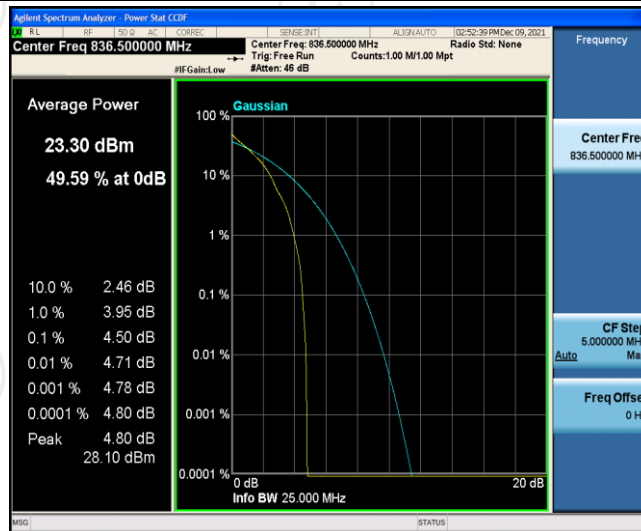 Agilent Spectrum Analyzer - Power Stat CCDF
RL RF 50 Ω AC CORREC SENSE:INT ALIGNAUTO 02:52:39 PM Dec 09, 2021
Center Freq 836.500000 MHz
Center Freq: 836.500000 MHz Radio Std: None
Trig: Free Run Counts:1.00 M/1.00 Mpt
#IFGain:Low #Atten: 46 dB
Frequency
Average Power
23.30 dBm
49.59 % at 0dB
10.0 % 2.46 dB
1.0 % 3.95 dB
0.1 % 4.50 dB
0.01 % 4.71 dB
0.001 % 4.78 dB
0.0001 % 4.80 dB
Peak 4.80 dB
28.10 dBm
Gaussian
100 %
10 %
1 %
0.1 %
0.01 %
0.001 %
0.0001 %
0 dB 20 dB
Info BW 25.000 MHz
Center Fre
836.500000 MH
CF Step
5.000000 MH
Auto Ma
Freq Offse
0 H
MSG STATUS